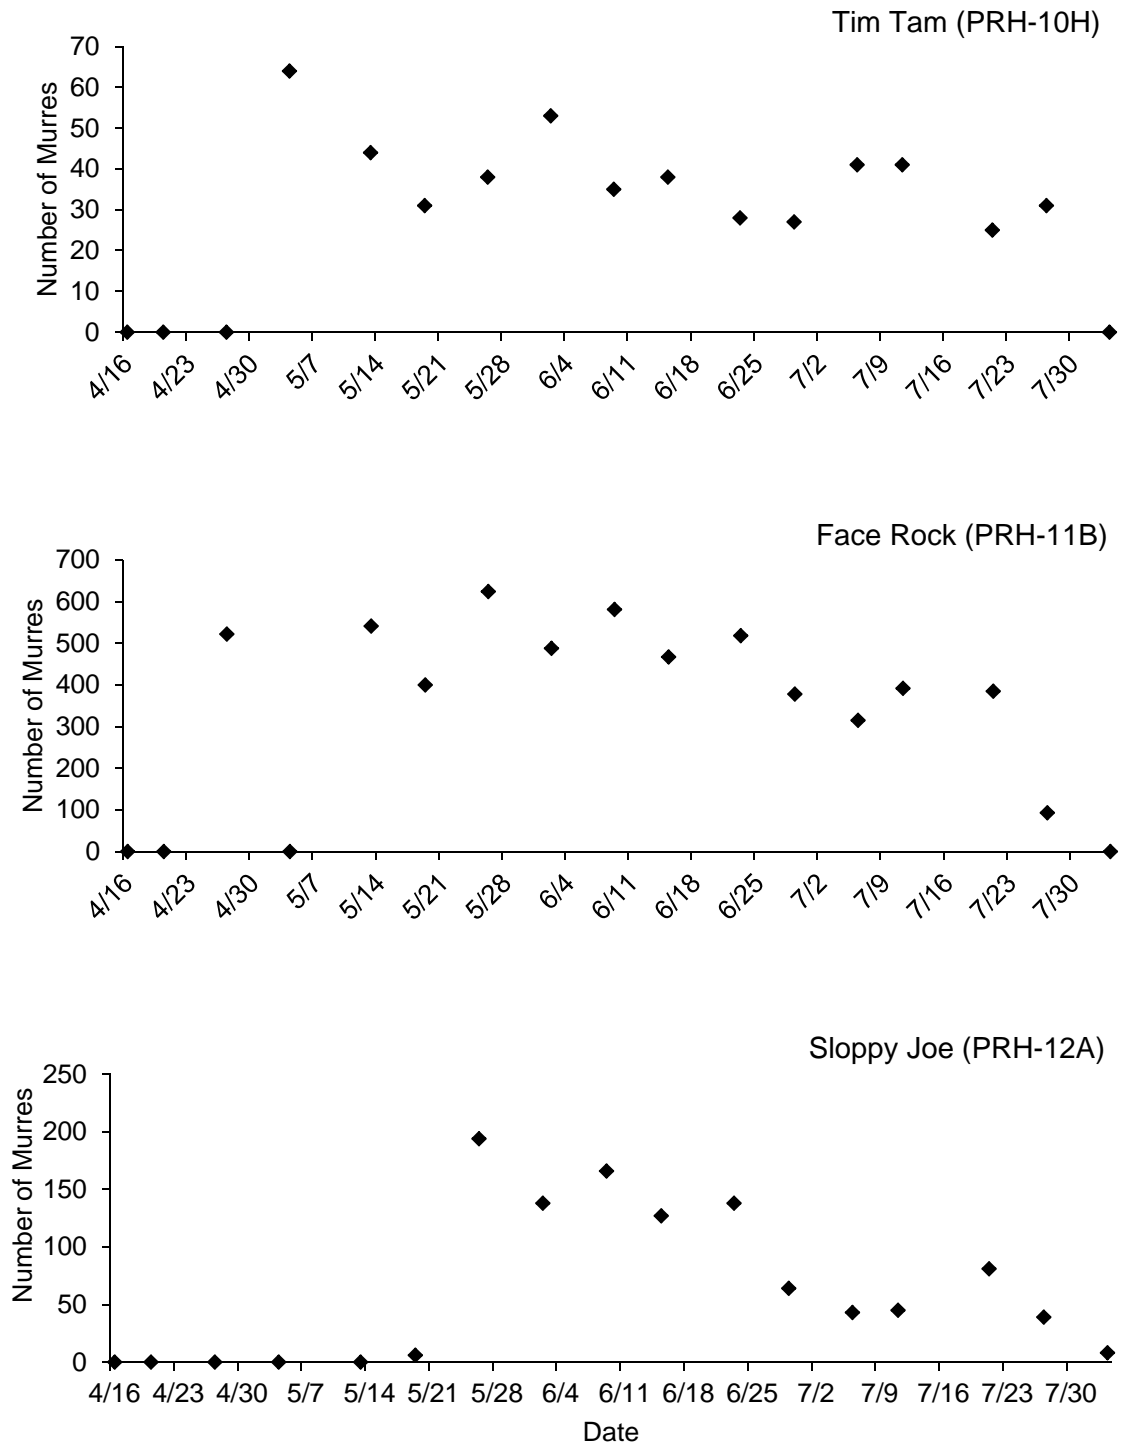 Tim Tam (PRH-10H)
Number of Murres
70
60
50
40
30
20
10
0
4/16 4/23 4/30 5/7 5/14 5/21 5/28 6/4 6/11 6/18 6/25 7/2 7/9 7/16 7/23 7/30
Face Rock (PRH-11B)
Number of Murres
700
600
500
400
300
200
100
0
4/16 4/23 4/30 5/7 5/14 5/21 5/28 6/4 6/11 6/18 6/25 7/2 7/9 7/16 7/23 7/30
Sloppy Joe (PRH-12A)
Number of Murres
250
200
150
100
50
0
4/16 4/23 4/30 5/7 5/14 5/21 5/28 6/4 6/11 6/18 6/25 7/2 7/9 7/16 7/23 7/30
Date